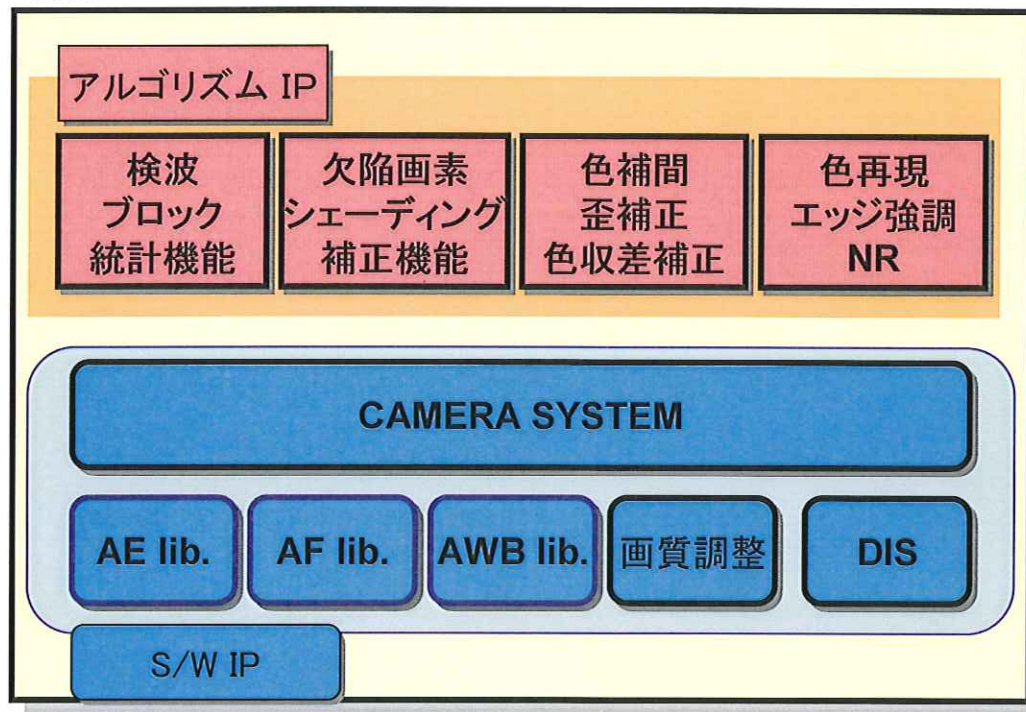 アルゴリズム IP
検波
ブロック
統計機能
欠陥画素
シェーディング
補正機能
色補間
歪補正
色収差補正
色再現
エッジ強調
NR
CAMERA SYSTEM
AE lib.
AF lib.
AWB lib.
画質調整
DIS
S/W IP